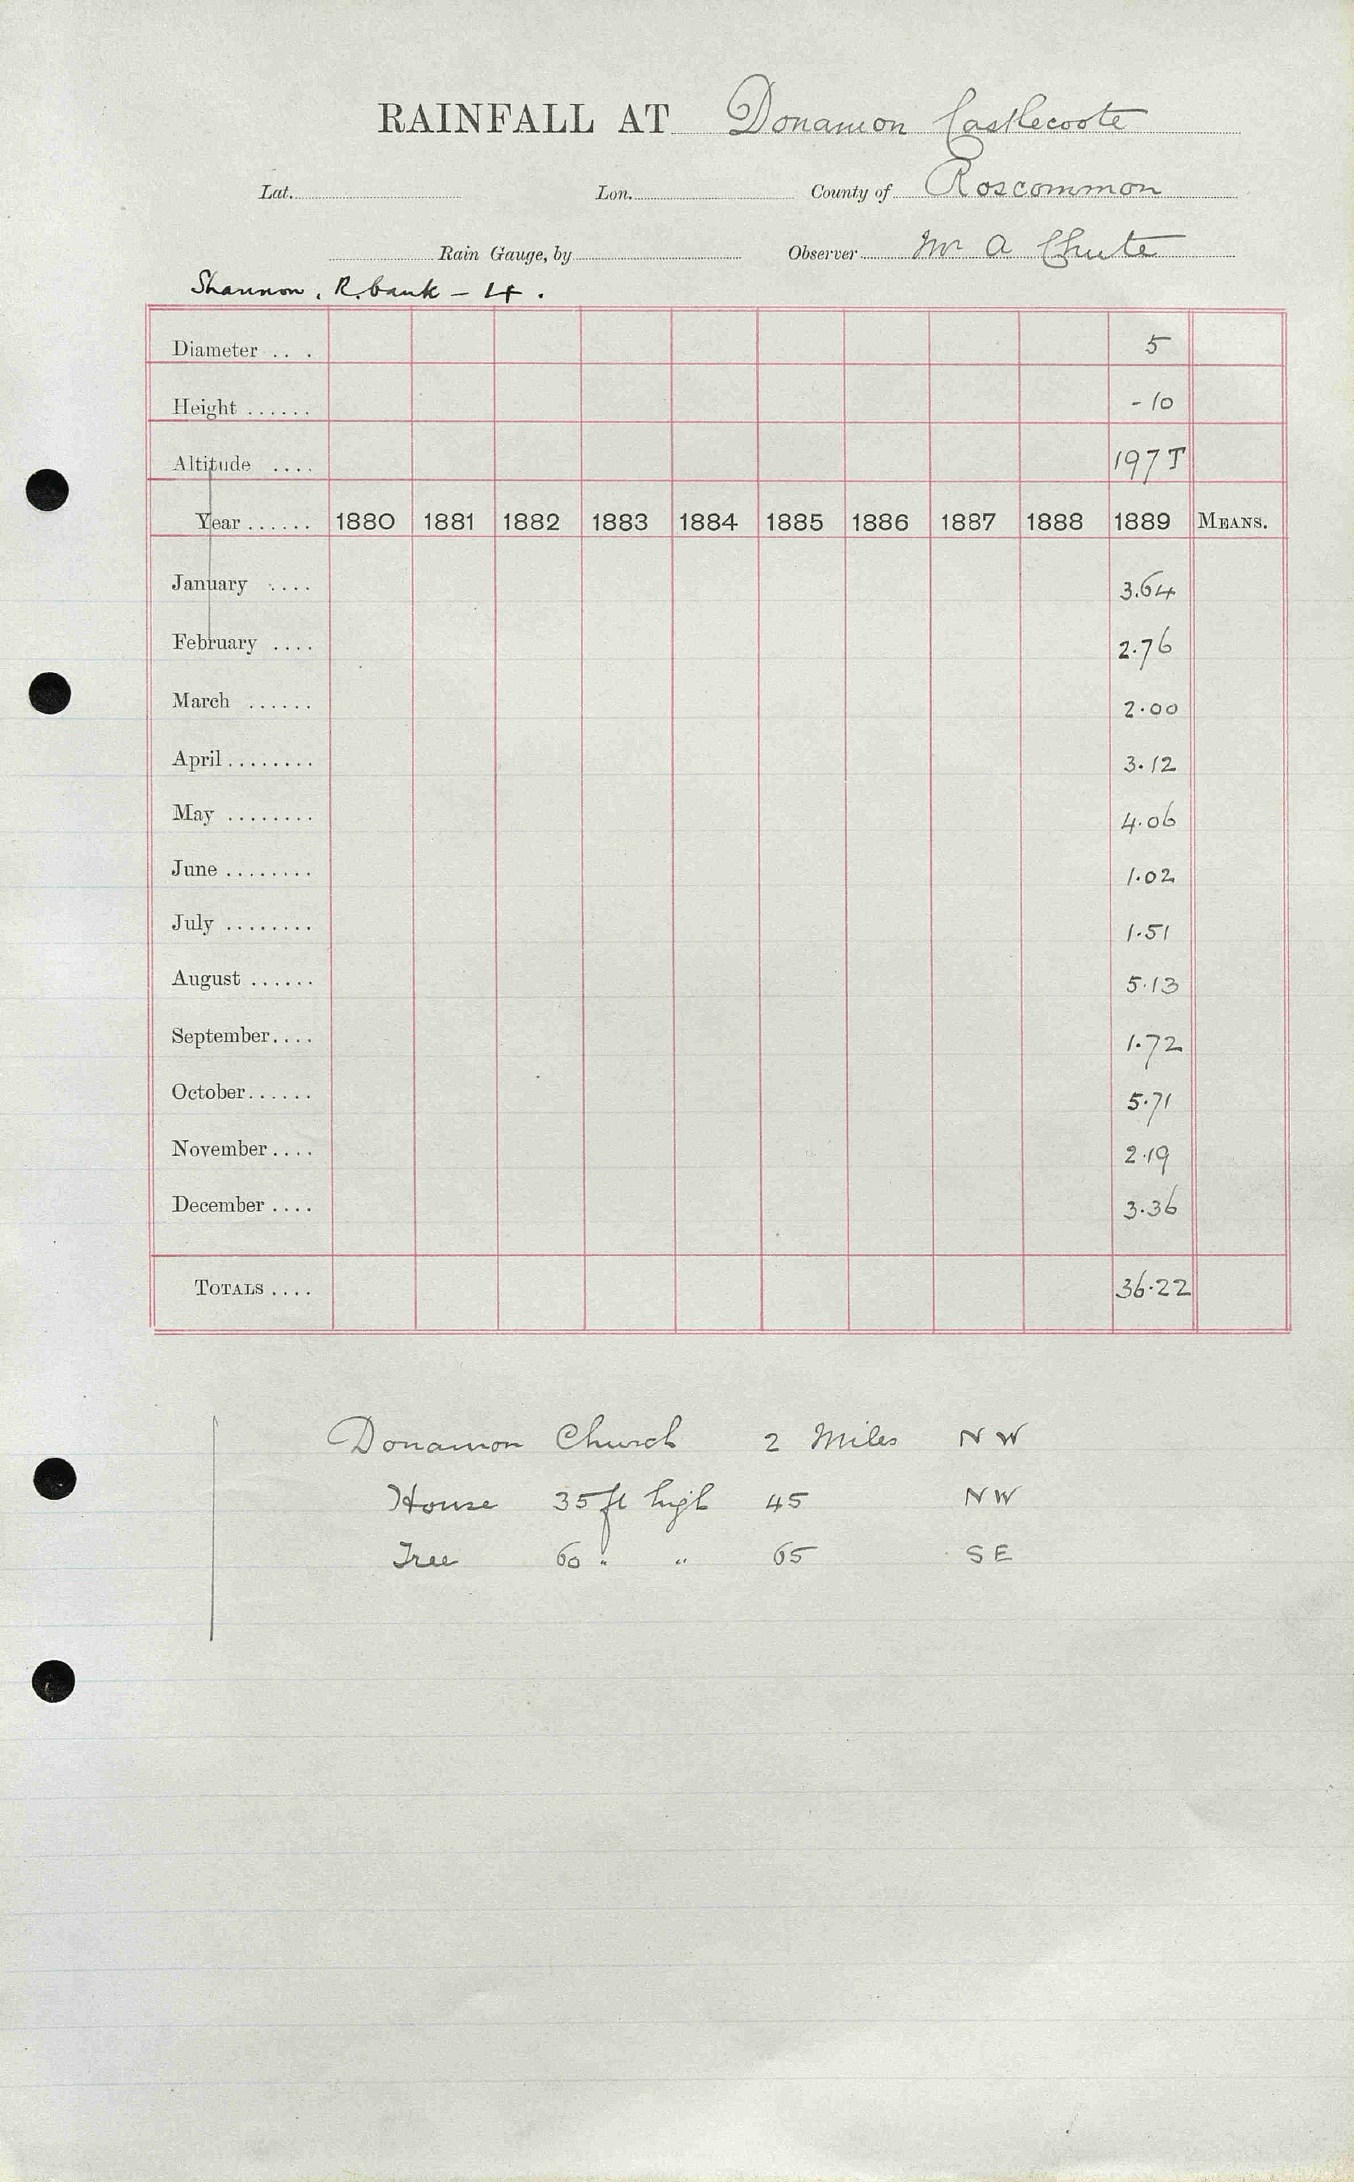 RAINFALL AT Donamon Castlecoote
Lat. Lon. County of Roscommon
Rain Gauge, by Observer Mr A Chute
Shannon, R. bank - 14.
Diameter ... 5
Height ...... - 10
Altitude .... 197 T
Year ...... 1880 1881 1882 1883 1884 1885 1886 1887 1888 1889 MEANS.
January .... 3.64
February .... 2.76
March ...... 2.00
April ........ 3.12
May ........ 4.06
June ........ 1.02
July ........ 1.51
August ...... 5.13
September.... 1.72
October...... 5.71
November.... 2.19
December .... 3.36
TOTALS .... 36.22
Donamon Church 2 Miles NW
House 35 ft high 45 NW
Tree 60 " " 65 SE